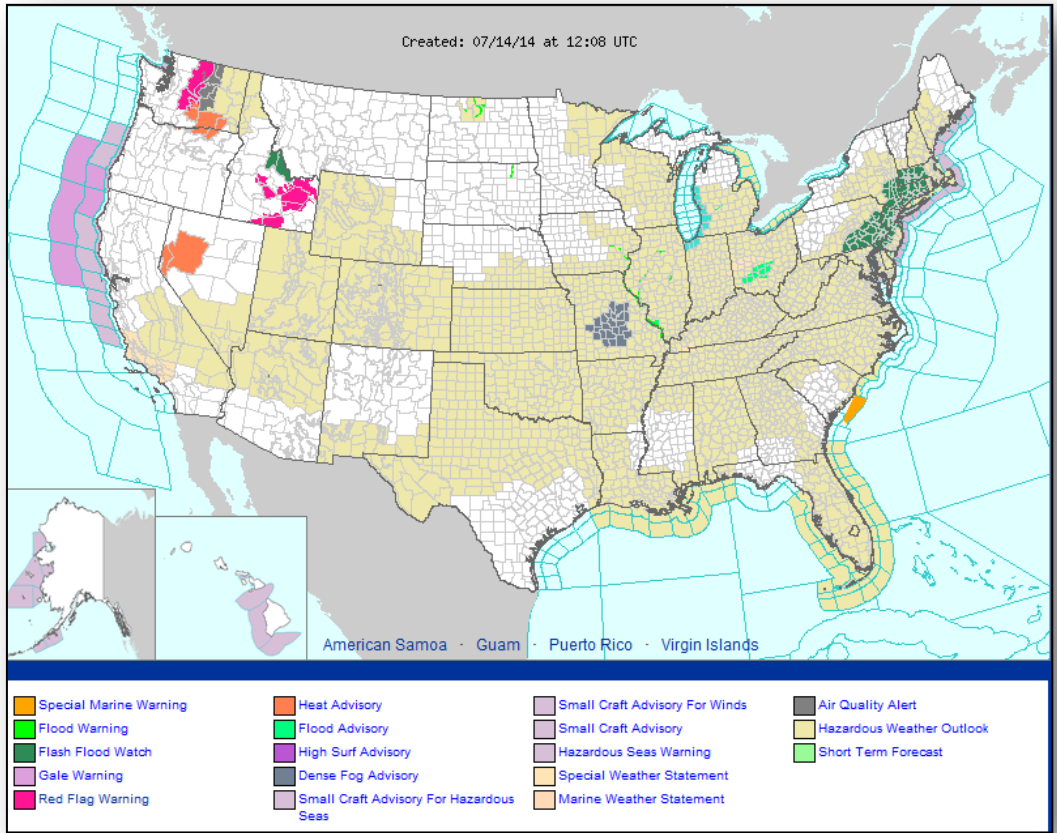 Created: 07/14/14 at 12:08 UTC
American Samoa · Guam · Puerto Rico · Virgin Islands
Special Marine Warning
Flood Warning
Flash Flood Watch
Gale Warning
Red Flag Warning
Heat Advisory
Flood Advisory
High Surf Advisory
Dense Fog Advisory
Small Craft Advisory For Hazardous
Seas
Small Craft Advisory For Winds
Small Craft Advisory
Hazardous Seas Warning
Special Weather Statement
Marine Weather Statement
Air Quality Alert
Hazardous Weather Outlook
Short Term Forecast